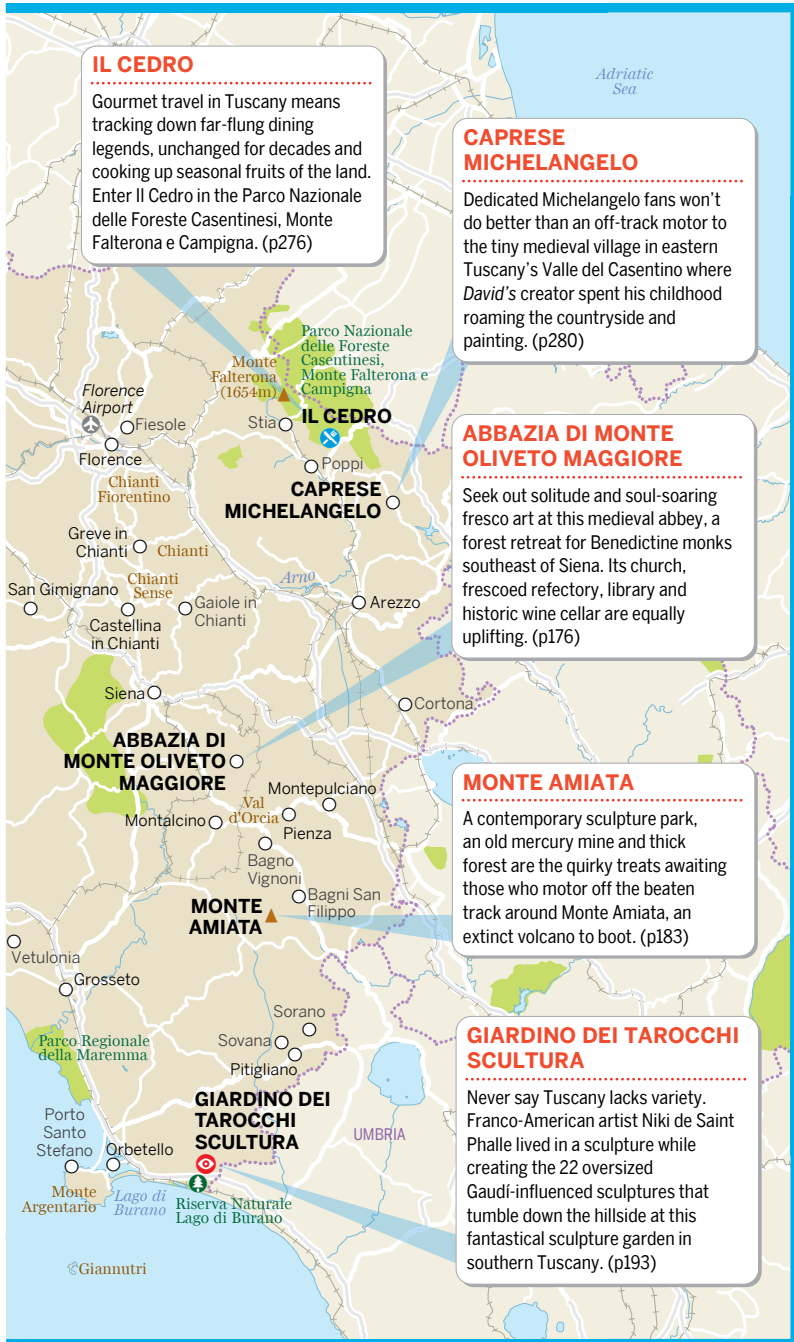 IL CEDRO
Gourmet travel in Tuscany means
tracking down far-flung dining
legends, unchanged for decades and
cooking up seasonal fruits of the land.
Enter Il Cedro in the Parco Nazionale
delle Foreste Casentinesi, Monte
Falterona e Campigna. (p276)
Adriatic
Sea
CAPRESE
MICHELANGELO
Dedicated Michelangelo fans won't
do better than an off-track motor to
the tiny medieval village in eastern
Tuscany's Valle del Casentino where
David's creator spent his childhood
roaming the countryside and
painting. (p280)
Parco Nazionale
delle Foreste
Casentinesi,
Monte Falterona e
Campigna
Monte
Falterona
(1654m)
Florence
Airport
Fiesole
Stia
IL CEDRO
Florence
Poppi
Chianti
Fiorentino
CAPRESE
MICHELANGELO
ABBAZIA DI MONTE
OLIVETO MAGGIORE
Seek out solitude and soul-soaring
fresco art at this medieval abbey, a
forest retreat for Benedictine monks
southeast of Siena. Its church,
frescoed refectory, library and
historic wine cellar are equally
uplifting. (p176)
Greve in
Chianti
Chianti
Arno
San Gimignano
Chianti
Sense
Gaiole in
Chianti
Arezzo
Castellina
in Chianti
Siena
Cortona
ABBAZIA DI
MONTE OLIVETO
MAGGIORE
Montepulciano
Val
d'Orcia
Montalcino
Pienza
Bagno
Vignoni
Bagni San
Filippo
MONTE
AMIATA
MONTE AMIATA
A contemporary sculpture park,
an old mercury mine and thick
forest are the quirky treats awaiting
those who motor off the beaten
track around Monte Amiata, an
extinct volcano to boot. (p183)
Vetulonia
Grosseto
Sorano
Sovana
Pitigliano
Parco Regionale
della Maremma
GIARDINO DEI
TAROCCHI
SCULTURA
UMBRIA
Porto
Santo
Stefano
Orbetello
Monte
Argentario
Lago di
Burano
Riserva Naturale
Lago di Burano
Giannutri
GIARDINO DEI TAROCCHI
SCULTURA
Never say Tuscany lacks variety.
Franco-American artist Niki de Saint
Phalle lived in a sculpture while
creating the 22 oversized
Gaudí-influenced sculptures that
tumble down the hillside at this
fantastical sculpture garden in
southern Tuscany. (p193)